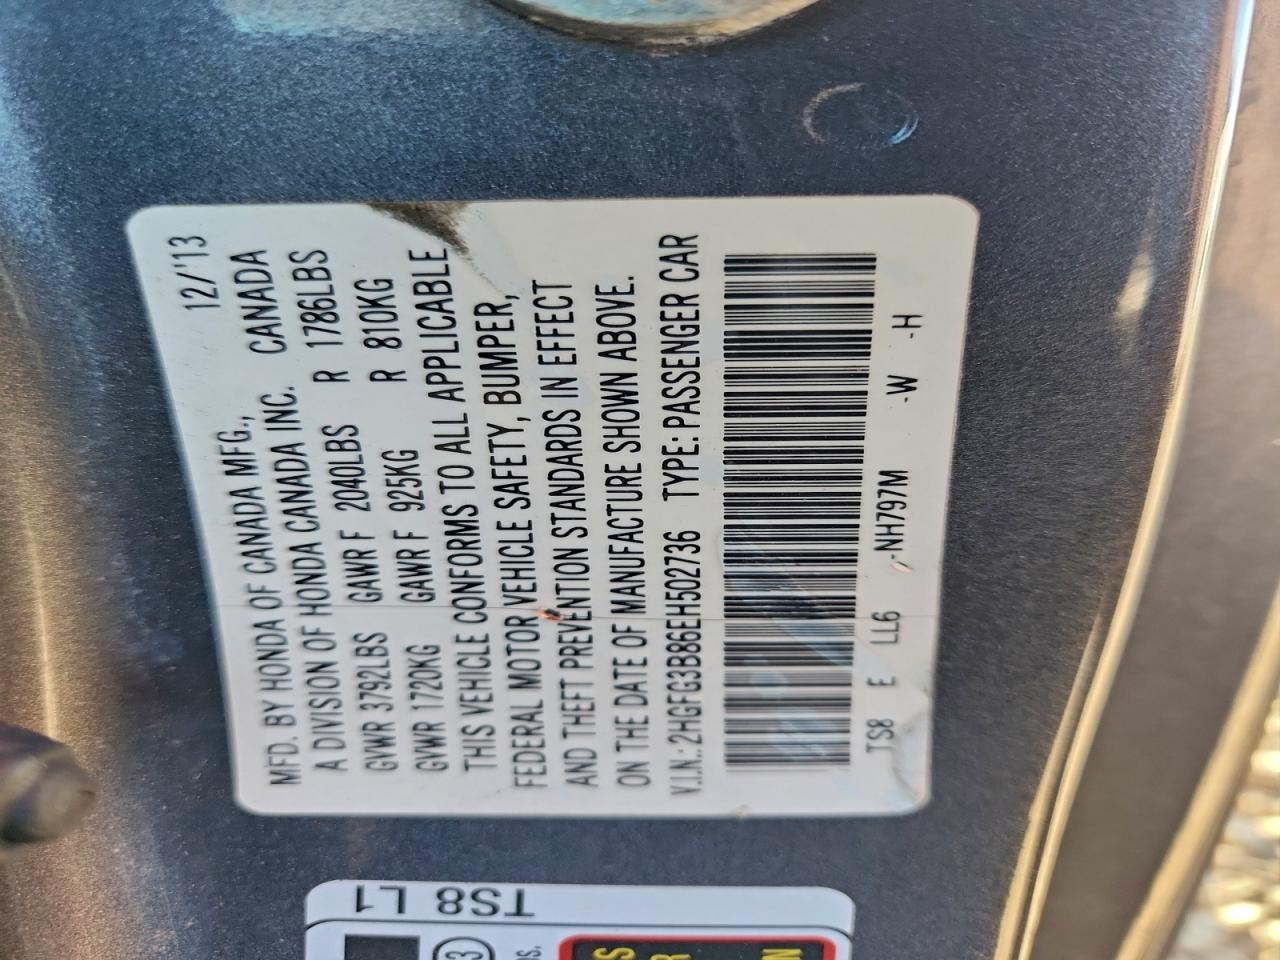 12/'13
MFD. BY HONDA OF CANADA MFG.,
A DIVISION OF HONDA CANADA INC. CANADA
GVWR 3792LBS GAWR F 2040LBS R 1786LBS
GVWR 1720KG GAWR F 925KG R 810KG
THIS VEHICLE CONFORMS TO ALL APPLICABLE
FEDERAL MOTOR VEHICLE SAFETY, BUMPER,
AND THEFT PREVENTION STANDARDS IN EFFECT
ON THE DATE OF MANUFACTURE SHOWN ABOVE.
V.I.N.: 2HGFG3B86EH502736 TYPE: PASSENGER CAR
TS8 E LL6 -NH797M -W -H
TS8 L1